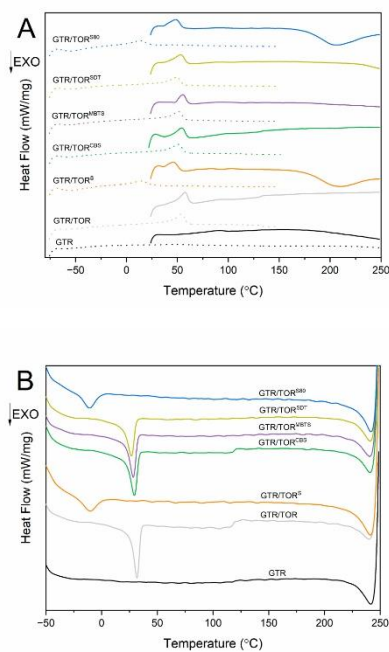 A
GTR/TOR^S80
EXO
GTR/TOR^SDT
GTR/TOR^MBTS
GTR/TOR^CBS
GTR/TOR^S
GTR/TOR
GTR
Heat Flow (mW/mg)
-50 0 50 100 150 200 250
Temperature (°C)
B
EXO
GTR/TOR^S80
GTR/TOR^SDT
GTR/TOR^MBTS
GTR/TOR^CBS
GTR/TOR^S
GTR/TOR
GTR
Heat Flow (mW/mg)
-50 0 50 100 150 200 250
Temperature (°C)